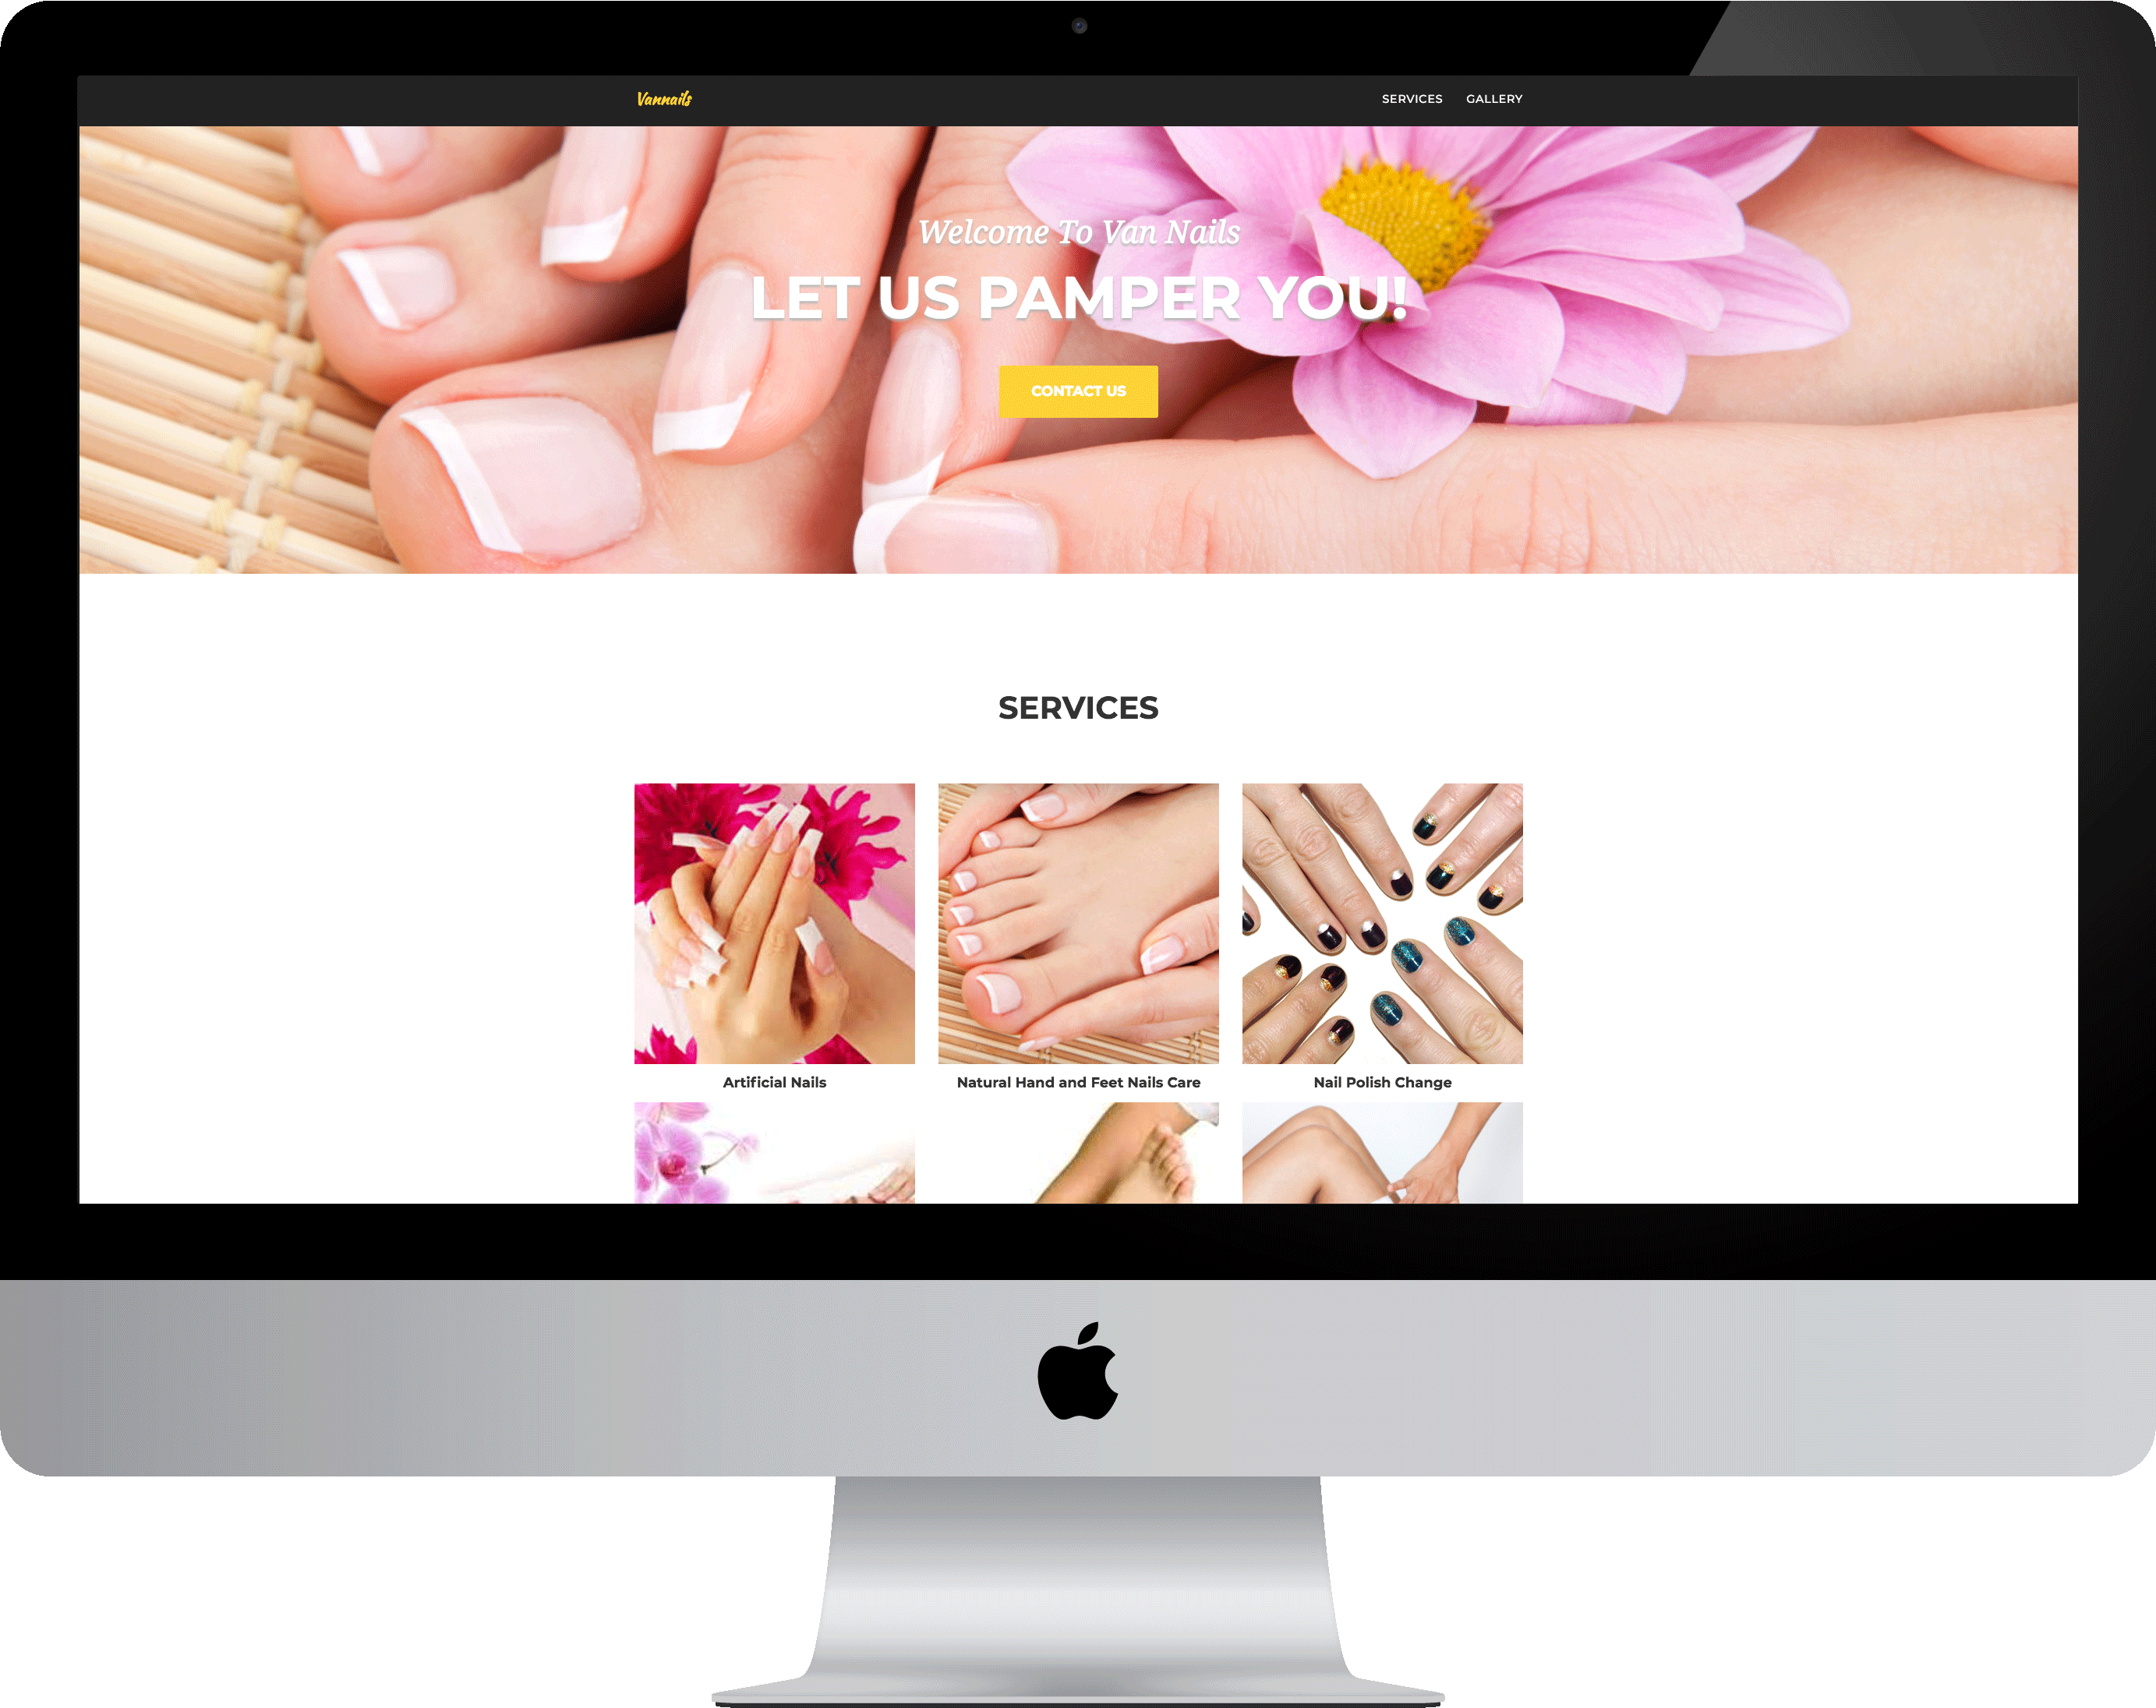 Vannails
SERVICES GALLERY
Welcome To Van Nails
LET US PAMPER YOU!
CONTACT US
SERVICES
Artificial Nails
Natural Hand and Feet Nails Care
Nail Polish Change